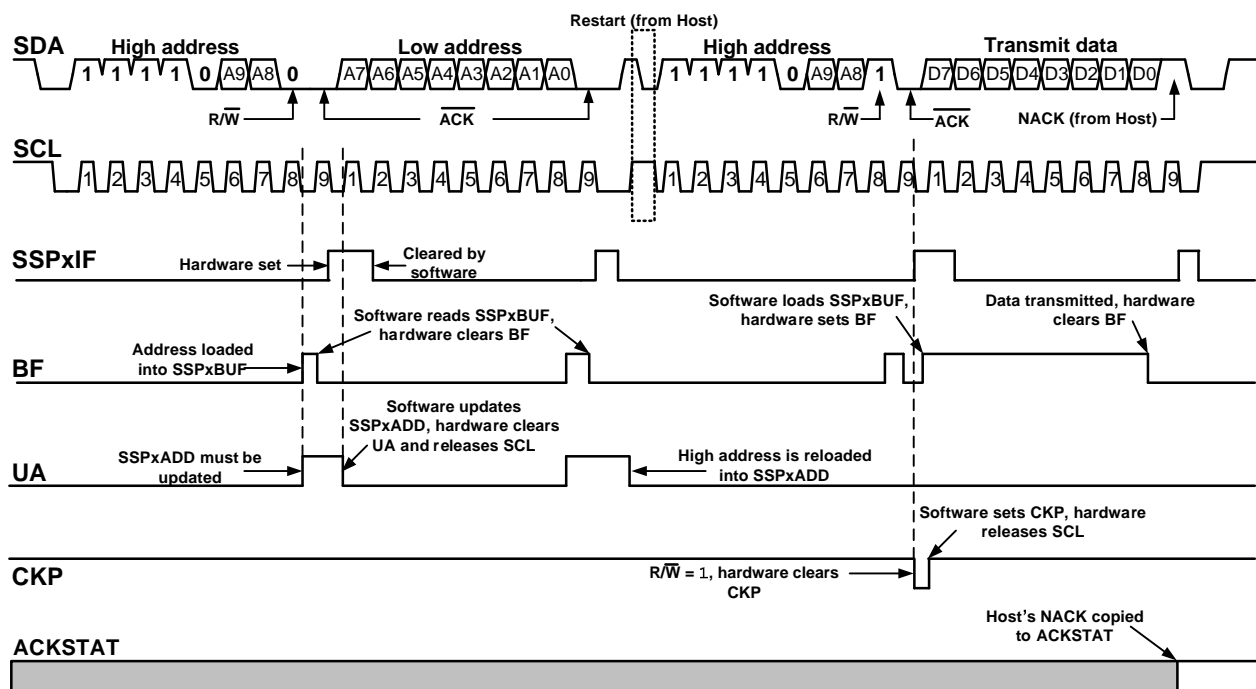 Restart (from Host)
SDA
High address
Low address
High address
Transmit data
1 1 1 1 0 A9 A8 0
A7 A6 A5 A4 A3 A2 A1 A0
1 1 1 1 0 A9 A8 1
D7 D6 D5 D4 D3 D2 D1 D0
R/W̅
A̅C̅K̅
R/W̅
A̅C̅K̅
NACK (from Host)
SCL
1 2 3 4 5 6 7 8 9 1 2 3 4 5 6 7 8 9
1 2 3 4 5 6 7 8 9 1 2 3 4 5 6 7 8 9
SSPxIF
Hardware set
Cleared by
software
Software reads SSPxBUF,
hardware clears BF
Software loads SSPxBUF,
hardware sets BF
Data transmitted, hardware
clears BF
BF
Address loaded
into SSPxBUF
Software updates
SSPxADD, hardware clears
UA and releases SCL
UA
SSPxADD must be
updated
High address is reloaded
into SSPxADD
Software sets CKP, hardware
releases SCL
CKP
R/W̅ = 1, hardware clears
CKP
Host's NACK copied
to ACKSTAT
ACKSTAT